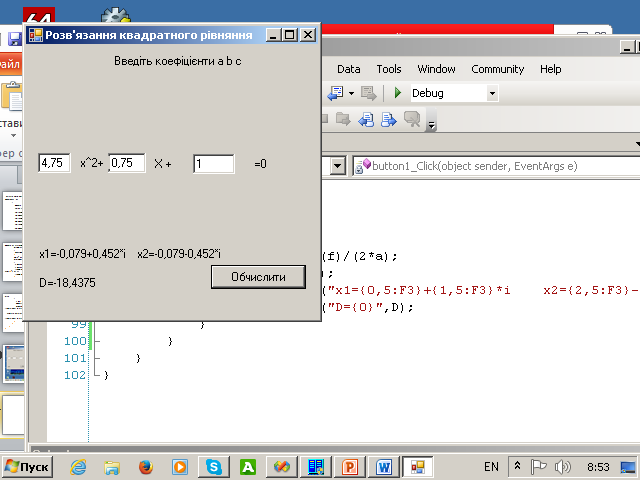 64
Розв'язання квадратного рівняння
Введіть коефіцієнти a b c
4,75 x^2+ 0,75 X + 1 =0
x1=-0,079+0,452*i x2=-0,079-0,452*i
Обчислити
D=-18,4375
Data Tools Window Community Help
Debug
button1_Click(object sender, EventArgs e)
(f)/(2*a);
);
("x1={0,5:F3}+{1,5:F3}*i x2={2,5:F3}-
("D={0}",D);
99 }
100 }
101 }
102 }
Пуск
EN
8:53